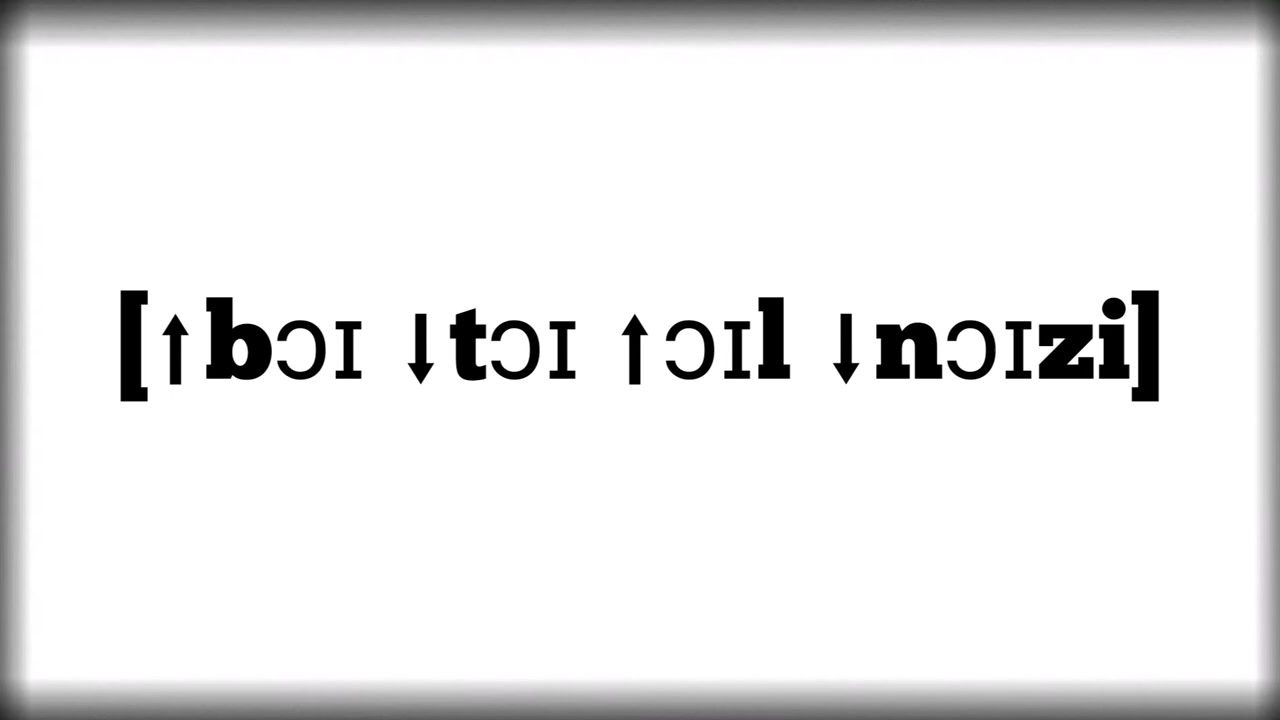 [↑bɔɪ ↓tɔɪ ↑ɔɪl ↓nɔɪzi]